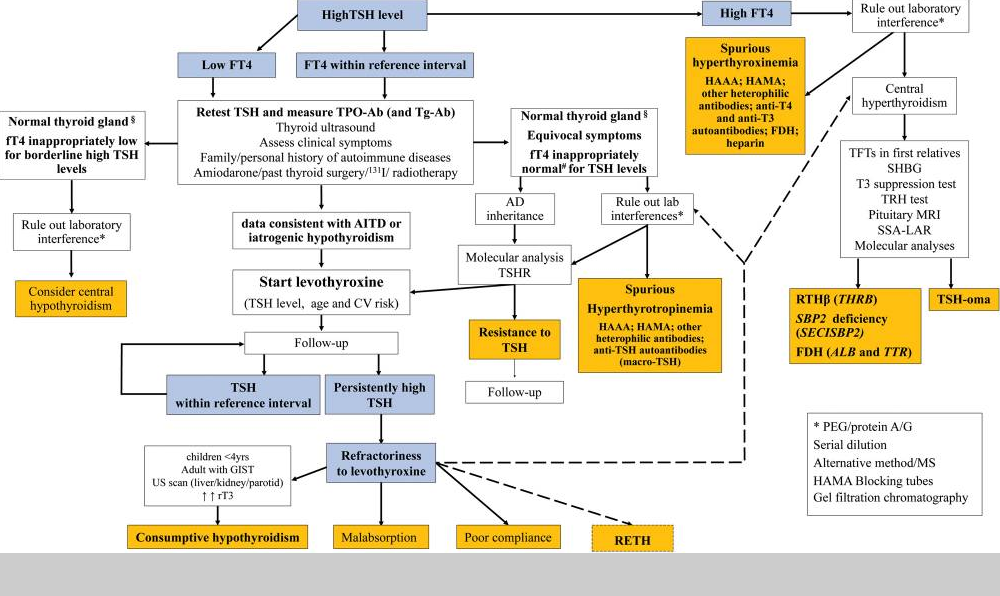 HighTSH level
High FT4
Rule out laboratory
interference*
Low FT4
FT4 within reference interval
Spurious
hyperthyroxinemia
HAAA; HAMA;
other heterophilic
antibodies; anti-T4
and anti-T3
autoantibodies; FDH;
heparin
Central
hyperthyroidism
Normal thyroid gland §
fT4 inappropriately low
for borderline high TSH
levels
Retest TSH and measure TPO-Ab (and Tg-Ab)
Thyroid ultrasound
Assess clinical symptoms
Family/personal history of autoimmune diseases
Amiodarone/past thyroid surgery/131I/ radiotherapy
Normal thyroid gland §
Equivocal symptoms
fT4 inappropriately
normal# for TSH levels
TFTs in first relatives
SHBG
T3 suppression test
TRH test
Pituitary MRI
SSA-LAR
Molecular analyses
Rule out laboratory
interference*
data consistent with AITD or
iatrogenic hypothyroidism
AD
inheritance
Rule out lab
interferences*
Molecular analysis
TSHR
Consider central
hypothyroidism
Start levothyroxine
(TSH level, age and CV risk)
Spurious
Hyperthyrotropinemia
HAAA; HAMA; other
heterophilic antibodies;
anti-TSH autoantibodies
(macro-TSH)
RTHβ (THRB)
SBP2 deficiency
(SECISBP2)
FDH (ALB and TTR)
TSH-oma
Follow-up
Resistance to
TSH
Follow-up
TSH
within reference interval
Persistently high
TSH
* PEG/protein A/G
Serial dilution
Alternative method/MS
HAMA Blocking tubes
Gel filtration chromatography
children <4yrs
Adult with GIST
US scan (liver/kidney/parotid)
↑ ↑ rT3
Refractoriness
to levothyroxine
Consumptive hypothyroidism
Malabsorption
Poor compliance
RETH